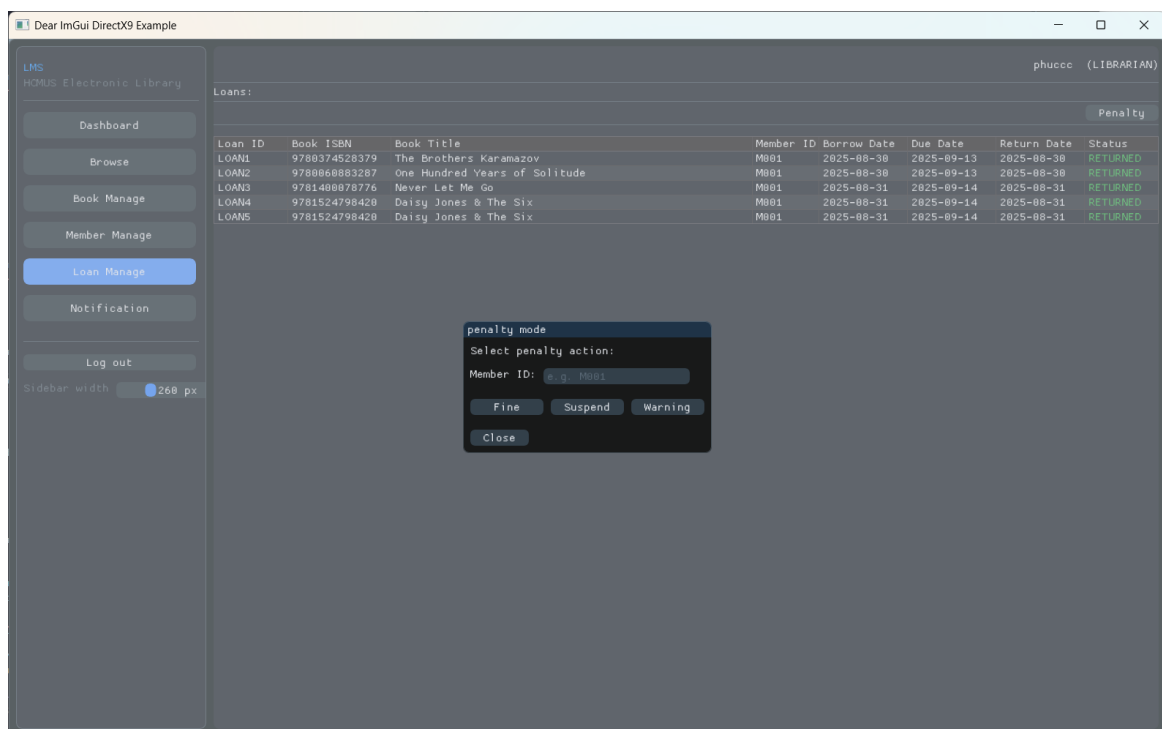 Dear ImGui DirectX9 Example
LMS
HCMUS Electronic Library
Dashboard
Browse
Book Manage
Member Manage
Loan Manage
Notification
Log out
Sidebar width 260 px
phuccc (LIBRARIAN)
Loans:
Penalty
Loan ID Book ISBN Book Title Member ID Borrow Date Due Date Return Date Status
LOAN1 9780374528379 The Brothers Karamazov M001 2025-08-30 2025-09-13 2025-08-30 RETURNED
LOAN2 9780060883287 One Hundred Years of Solitude M001 2025-08-30 2025-09-13 2025-08-30 RETURNED
LOAN3 9781400078776 Never Let Me Go M001 2025-08-31 2025-09-14 2025-08-31 RETURNED
LOAN4 9781524798420 Daisy Jones & The Six M001 2025-08-31 2025-09-14 2025-08-31 RETURNED
LOAN5 9781524798420 Daisy Jones & The Six M001 2025-08-31 2025-09-14 2025-08-31 RETURNED
penalty mode
Select penalty action:
Member ID: e.g. M001
Fine Suspend Warning
Close